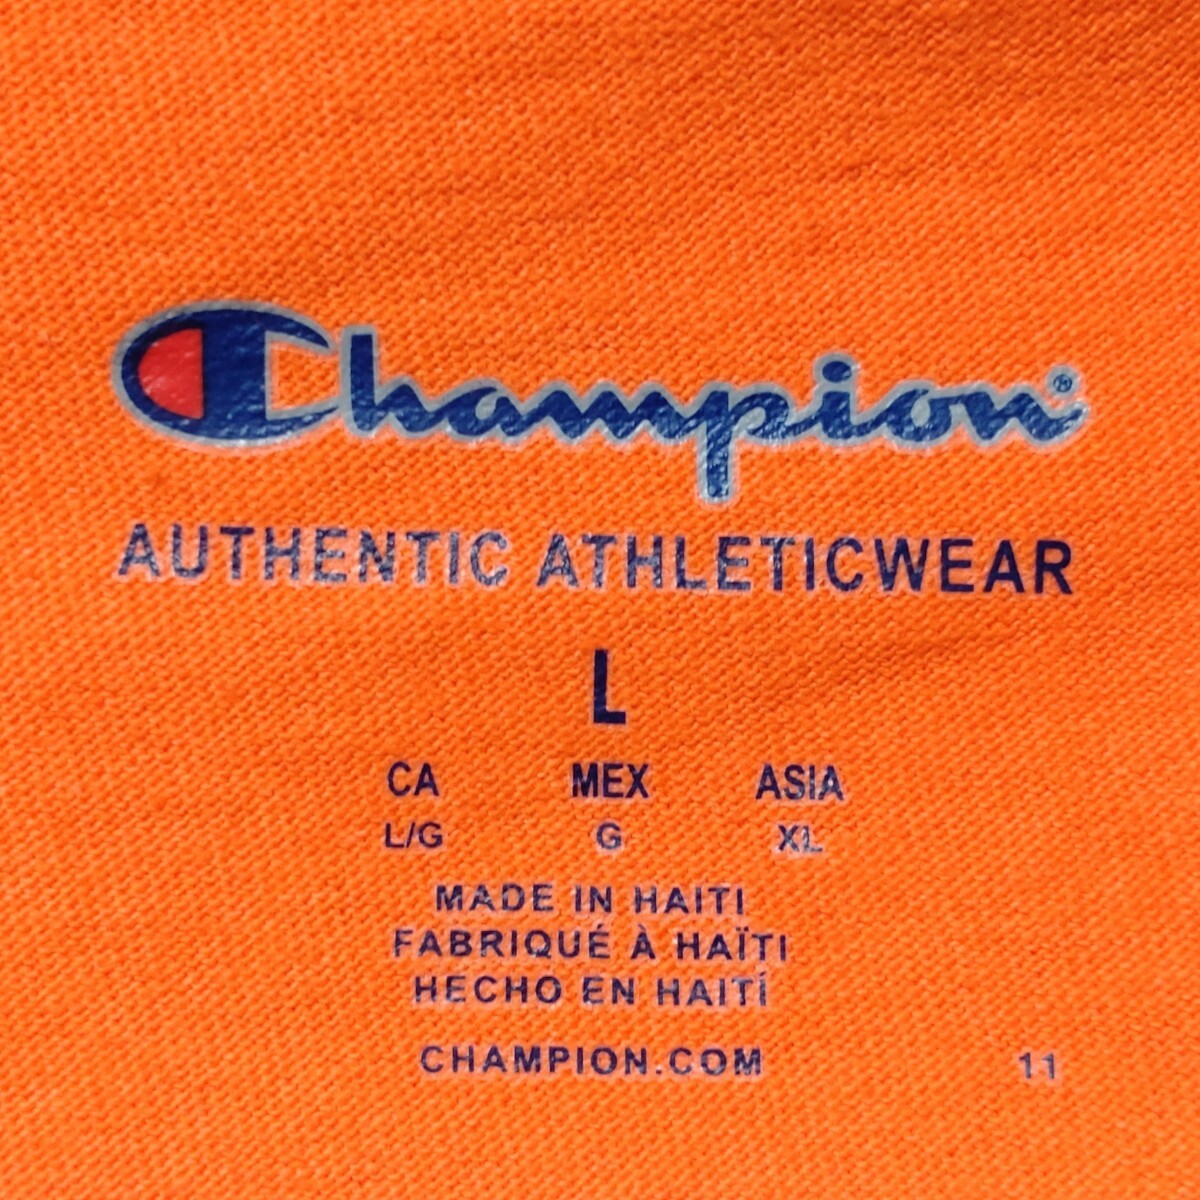 Champion®
AUTHENTIC ATHLETICWEAR
L
CA MEX ASIA
L/G G XL
MADE IN HAITI
FABRIQUÉ À HAÏTI
HECHO EN HAITÍ
CHAMPION.COM 11